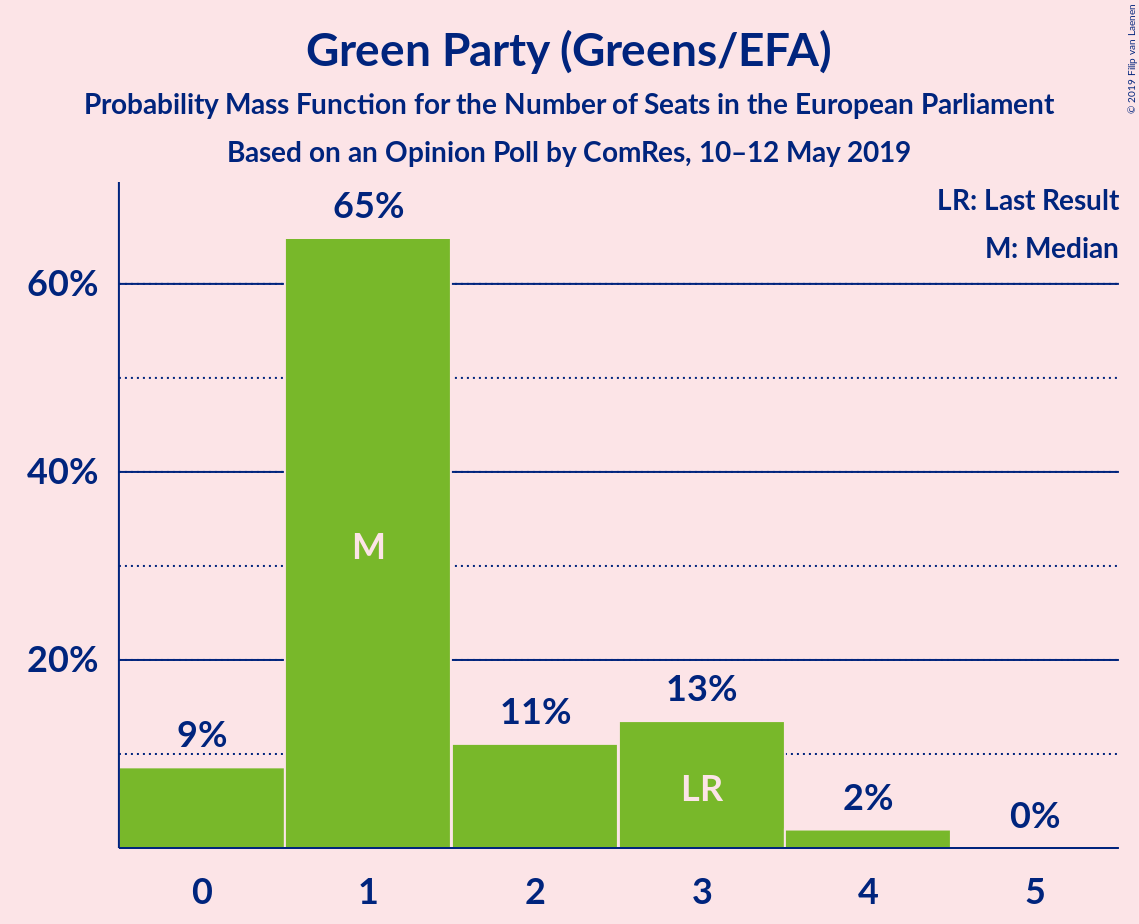 Green Party (Greens/EFA)
Probability Mass Function for the Number of Seats in the European Parliament
Based on an Opinion Poll by ComRes, 10–12 May 2019
© 2019 Filip van Laenen
LR: Last Result
M: Median
65%
60%
40%
M
20%
13%
11%
9%
LR
2%
0%
0 1 2 3 4 5